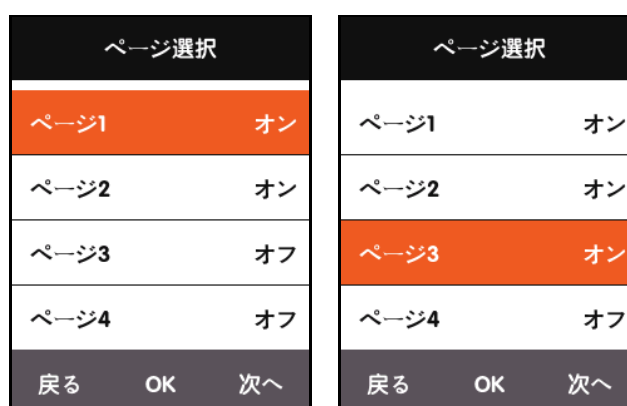 ページ選択
ページ1 オン
ページ2 オン
ページ3 オフ
ページ4 オフ
戻る OK 次へ
ページ選択
ページ1 オン
ページ2 オン
ページ3 オン
ページ4 オフ
戻る OK 次へ